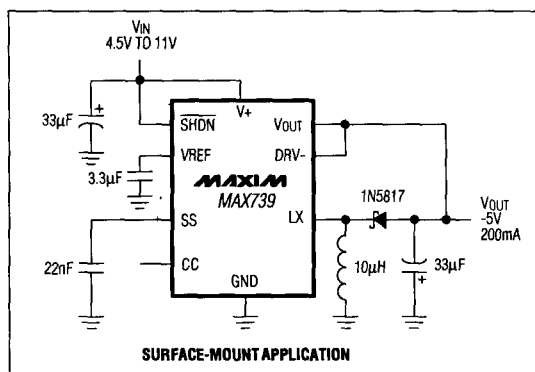 VIN
4.5V TO 11V
33µF
+
V+
SHDN
VOUT
VREF
DRV-
3.3µF
MAXIM
MAX739
1N5817
VOUT
-5V
200mA
SS
LX
22nF
CC
10µH
33µF
+
GND
SURFACE-MOUNT APPLICATION